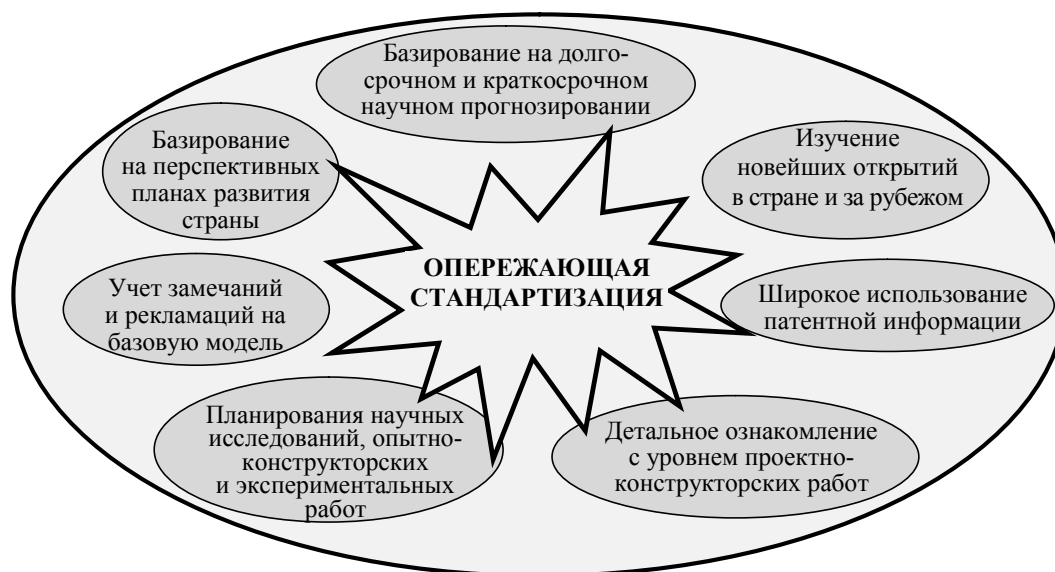 Базирование на долго-
срочном и краткосрочном
научном прогнозировании
Базирование
на перспективных
планах развития
страны
Изучение
новейших открытий
в стране и за рубежом
ОПЕРЕЖАЮЩАЯ
СТАНДАРТИЗАЦИЯ
Учет замечаний
и рекламаций на
базовую модель
Широкое использование
патентной информации
Планирования научных
исследований, опытно-
конструкторских
и экспериментальных
работ
Детальное ознакомление
с уровнем проектно-
конструкторских работ